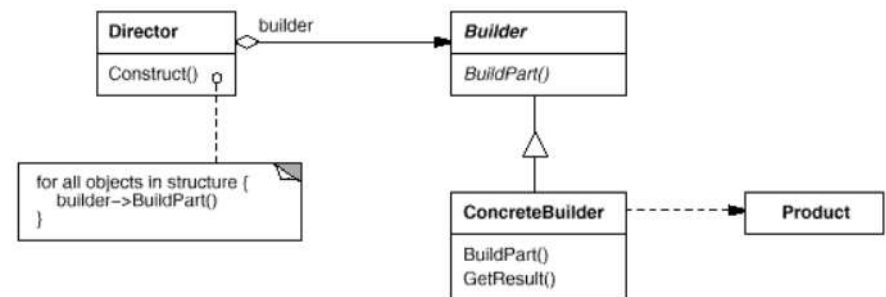 Director
builder
Builder
Construct()
BuildPart()
for all objects in structure {
builder->BuildPart()
}
ConcreteBuilder
Product
BuildPart()
GetResult()